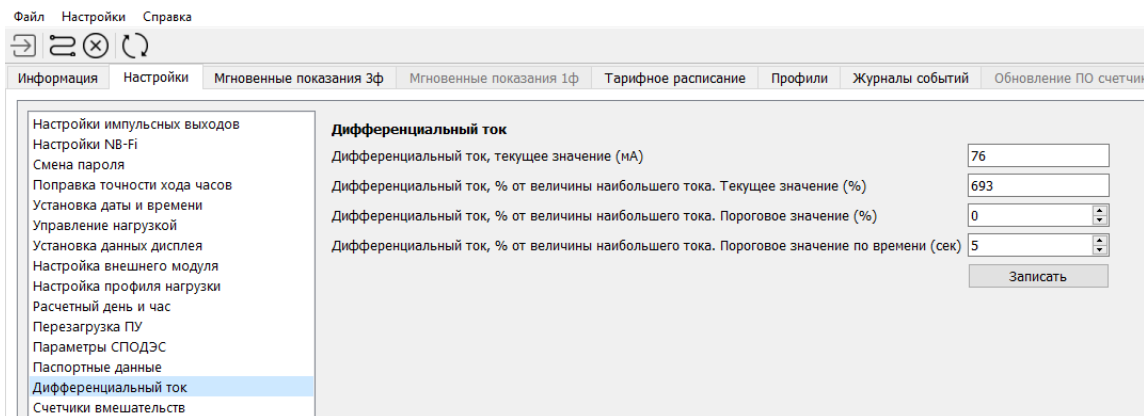 Файл Настройки Справка
Информация Настройки Мгновенные показания 3ф Мгновенные показания 1ф Тарифное расписание Профили Журналы событий Обновление ПО счетчи
Настройки импульсных выходов
Настройки NB-Fi
Смена пароля
Поправка точности хода часов
Установка даты и времени
Управление нагрузкой
Установка данных дисплея
Настройка внешнего модуля
Настройка профиля нагрузки
Расчетный день и час
Перезагрузка ПУ
Параметры СПОДЭС
Паспортные данные
Дифференциальный ток
Счетчики вмешательств
Дифференциальный ток
Дифференциальный ток, текущее значение (мА) 76
Дифференциальный ток, % от величины наибольшего тока. Текущее значение (%) 693
Дифференциальный ток, % от величины наибольшего тока. Пороговое значение (%) 0
Дифференциальный ток, % от величины наибольшего тока. Пороговое значение по времени (сек) 5
Записать